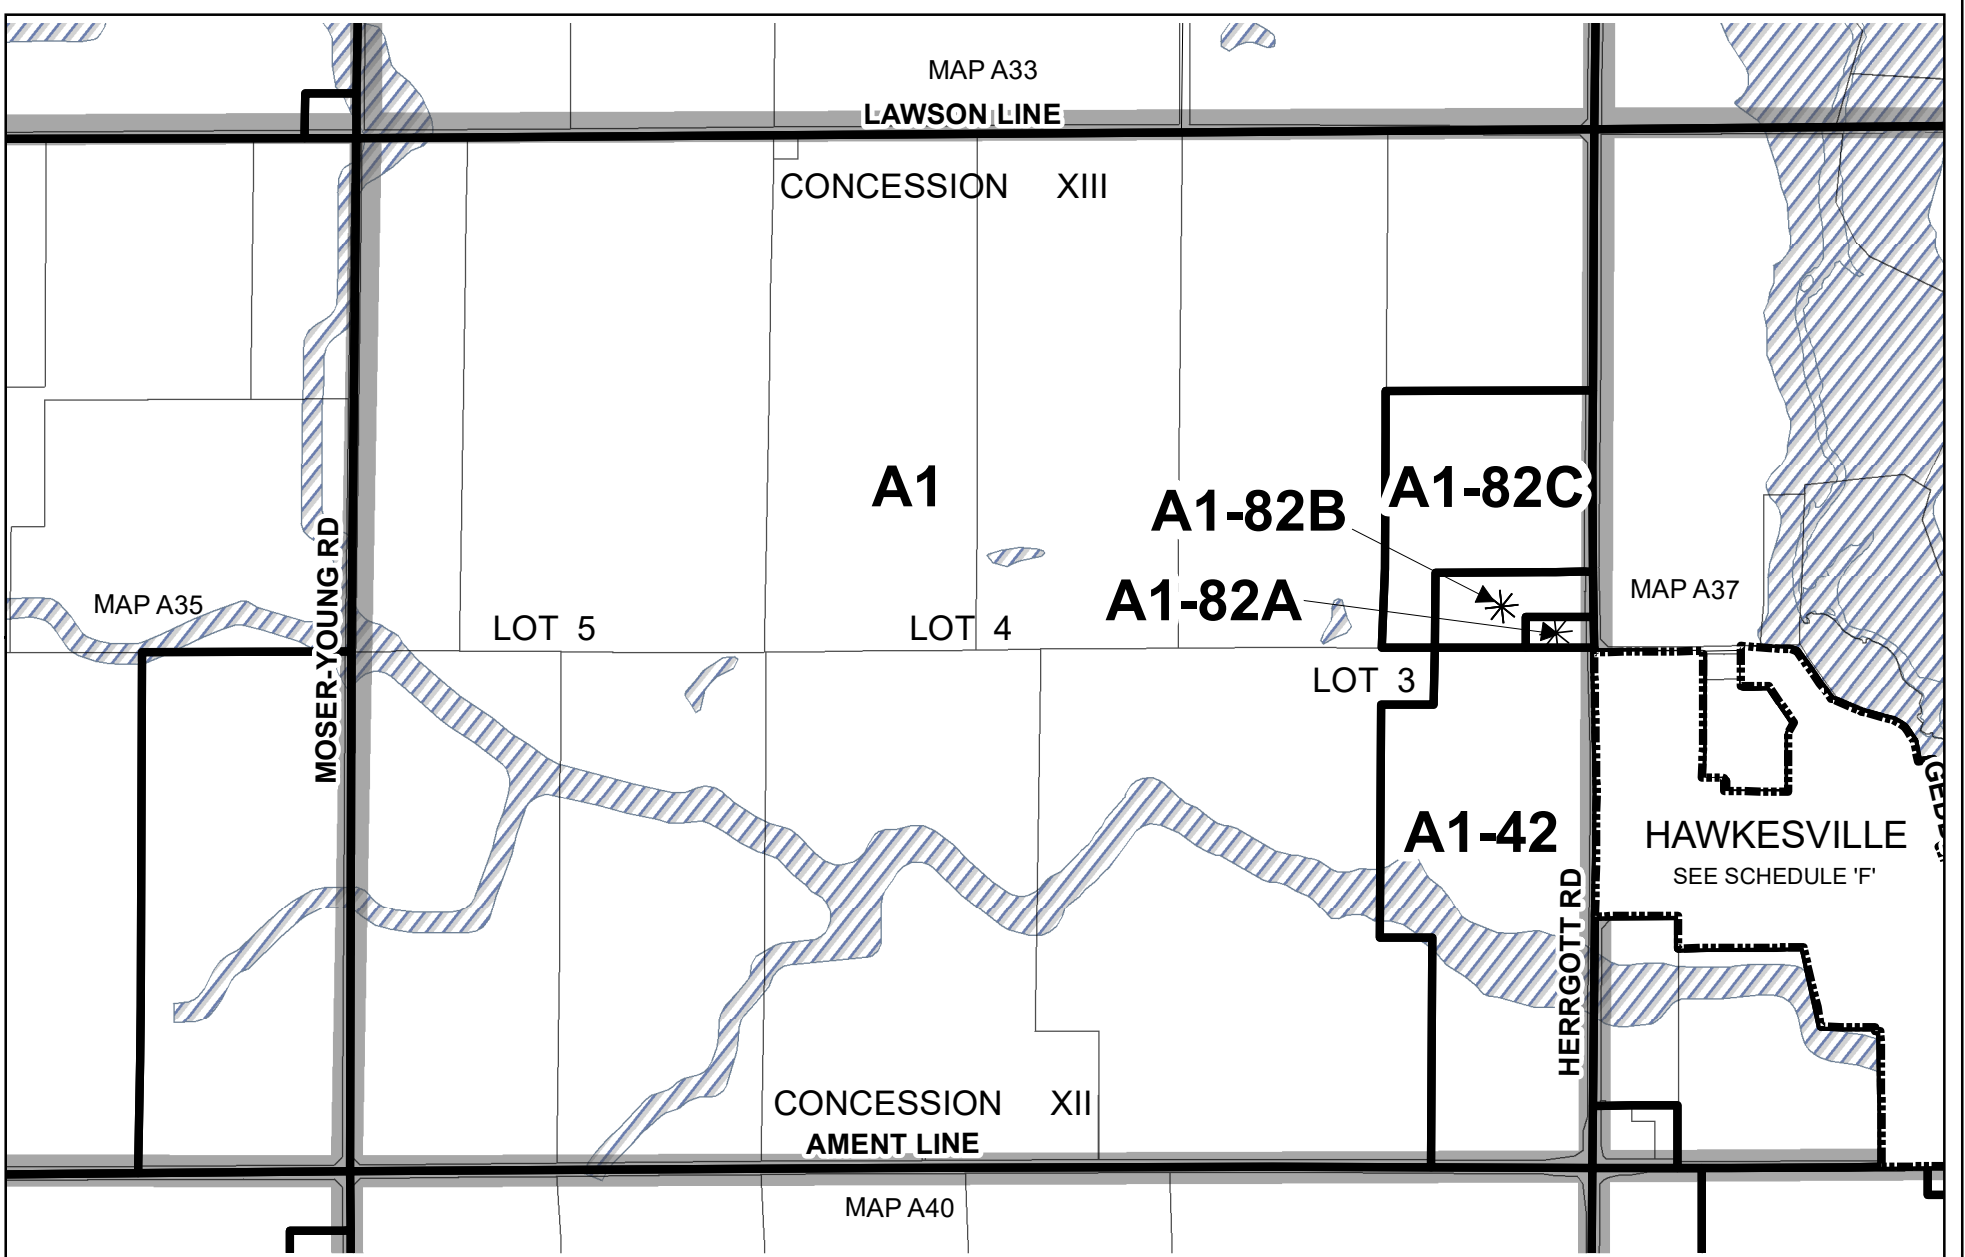 MAP A33
LAWSON LINE
CONCESSION XIII
A1
A1-82C
A1-82B
A1-82A
MAP A37
MAP A35
LOT 5
LOT 4
LOT 3
MOSER-YOUNG RD
A1-42
HAWKESVILLE
SEE SCHEDULE 'F'
HERRGOTT RD
CONCESSION XII
AMENT LINE
MAP A40